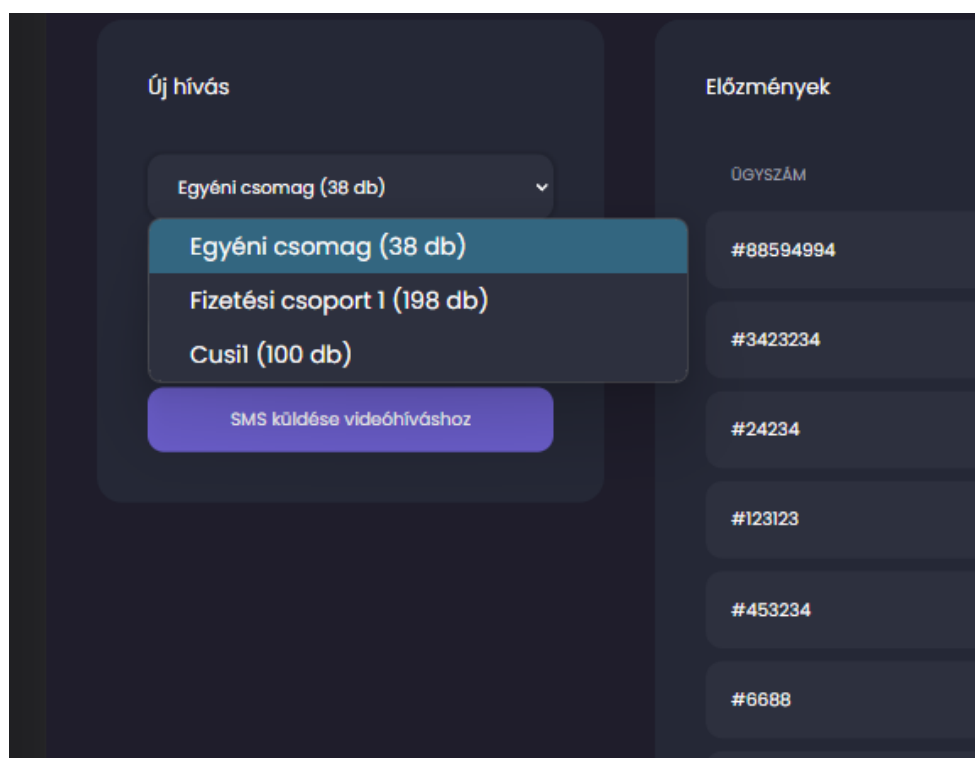 Új hívás
Egyéni csomag (38 db)
Egyéni csomag (38 db)
Fizetési csoport 1 (198 db)
Cusi1 (100 db)
SMS küldése videóhíváshoz
Előzmények
ÜGYSZÁM
#88594994
#3423234
#24234
#123123
#453234
#6688